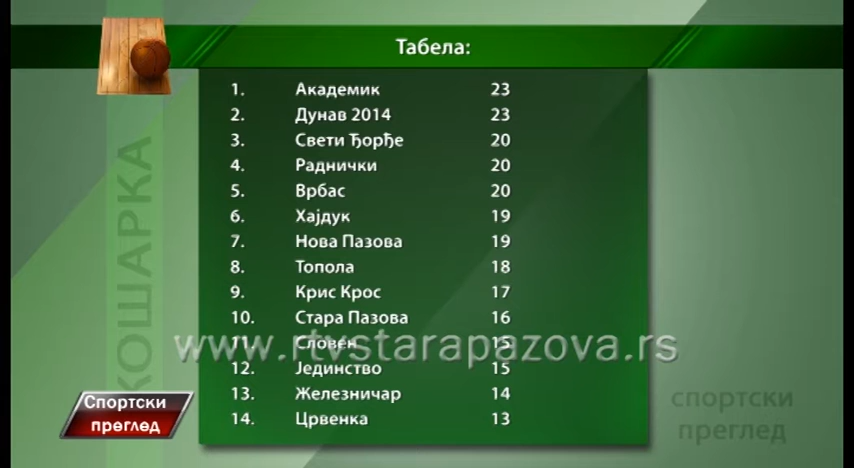 Табела:
1. Академик 23
2. Дунав 2014 23
3. Свети Ђорђе 20
4. Раднички 20
5. Врбас 20
6. Хајдук 19
7. Нова Пазова 19
8. Топола 18
9. Крис Крос 17
10. Стара Пазова 16
www.rtvstarapazova.rs
11. Словен 15
12. Јединство 15
13. Железничар 14
14. Црвенка 13
КОШАРКА
Спортски
преглед
спортски
преглед